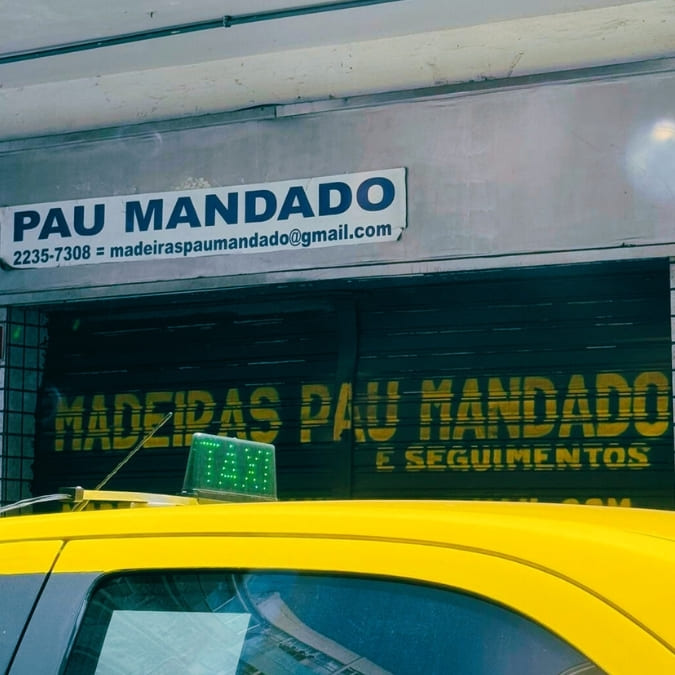 PAU MANDADO
2235-7308 = madeiraspaumandado@gmail.com
MADEIRAS PAU MANDADO
E SEGUIMENTOS
TAXI